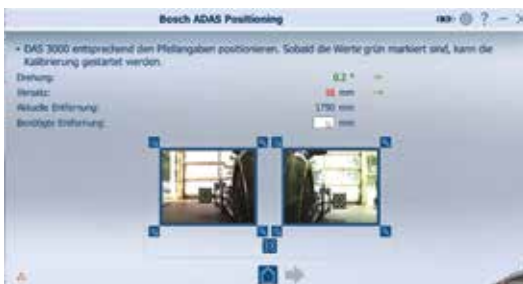 Bosch ADAS Positioning
?
• DAS 3000 entsprechend den Pfeilangaben positionieren. Sobald die Werte grün markiert sind, kann die
Kalibrierung gestartet werden.
Drehung: 0.2 °
Versatz: mm
Aktuelle Entfernung: 1750 mm
Benötigte Entfernung: mm